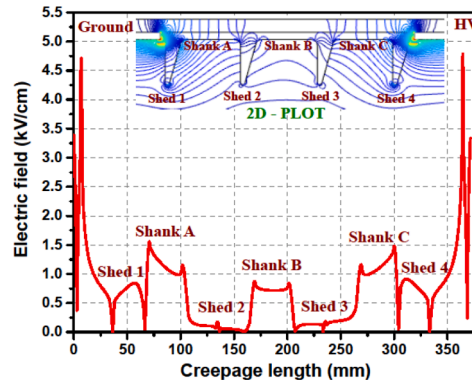 Ground
HV
Shank A
Shank B
Shank C
Shed 1
Shed 2
Shed 3
Shed 4
2D - PLOT
Electric field (kV/cm)
5.5
5.0
4.5
4.0
3.5
3.0
2.5
2.0
1.5
1.0
0.5
0.0
Shank A
Shank C
Shed 1
Shank B
Shed 4
Shed 2
Shed 3
0
50
100
150
200
250
300
350
Creepage length (mm)